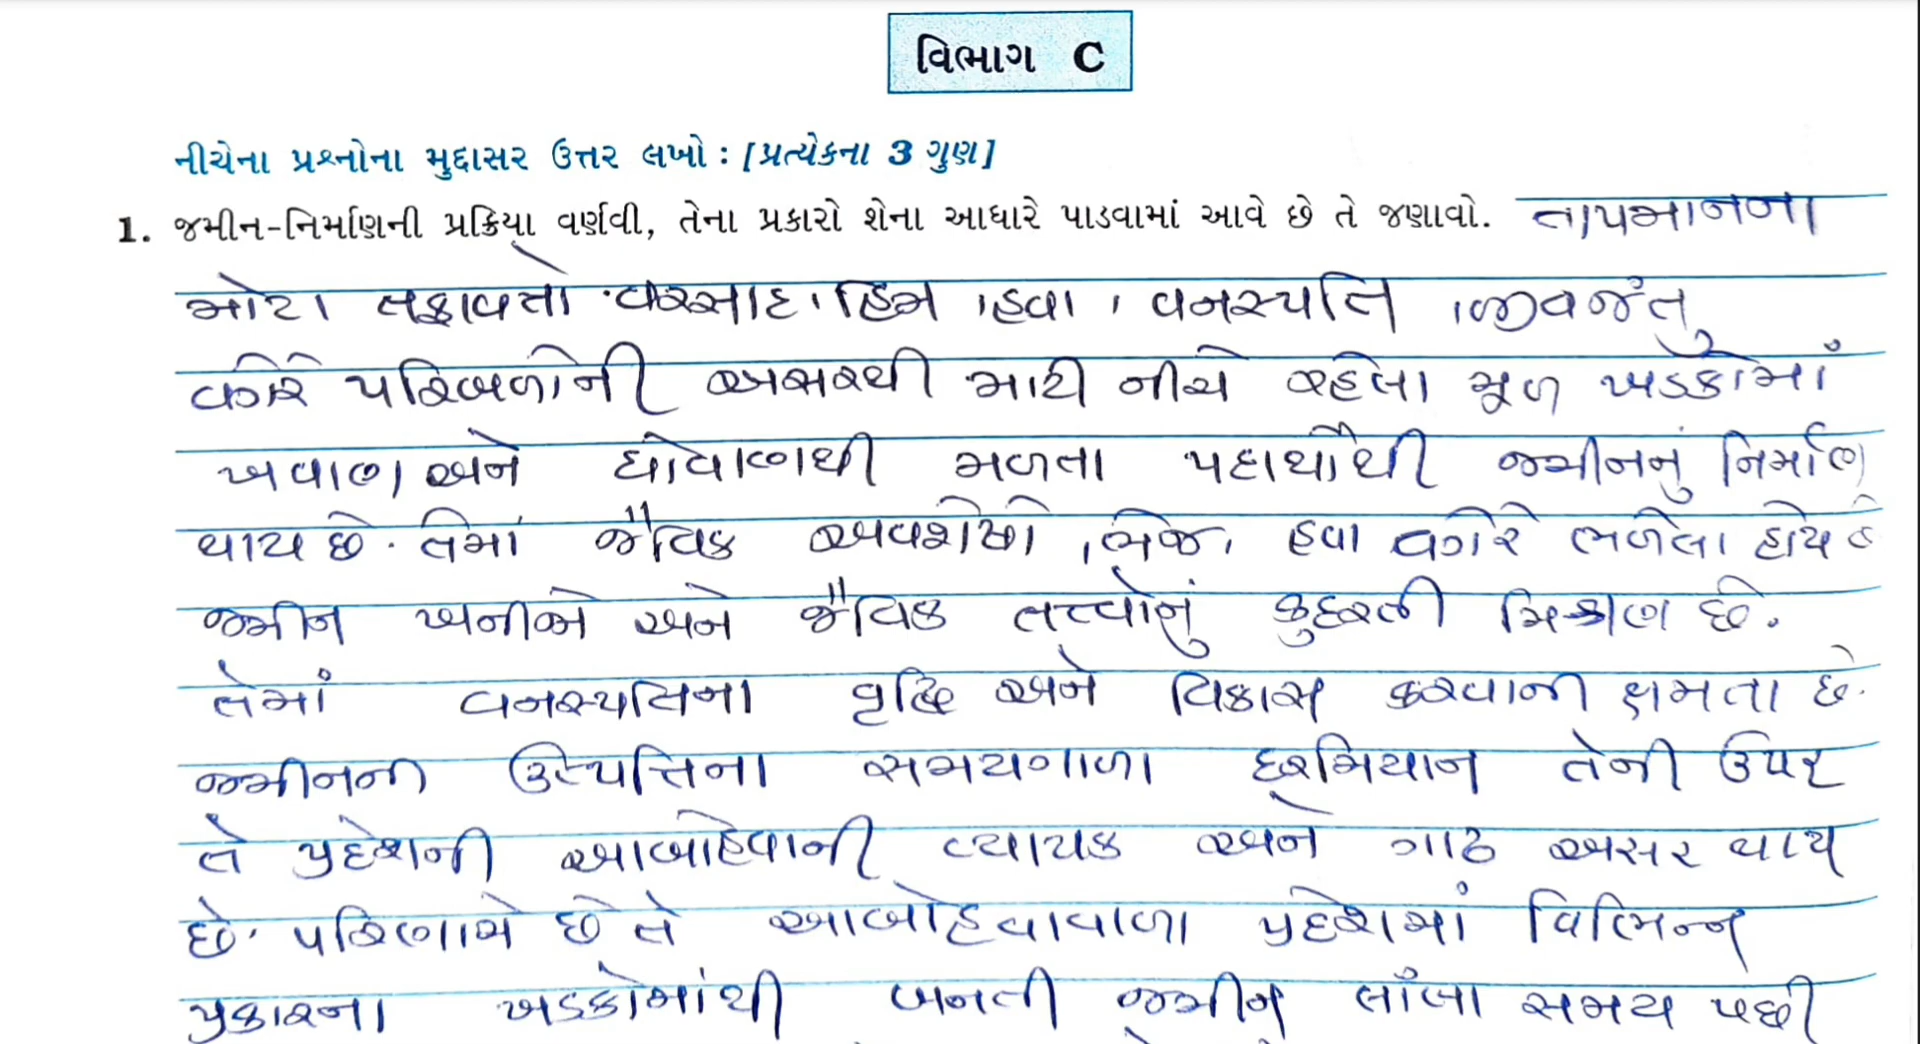 વિભાગ C
નીચેના પ્રશ્નોના મુદ્દાસર ઉત્તર લખો : [પ્રત્યેકના 3 ગુણ]
1. જમીન-નિર્માણની પ્રક્રિયા વર્ણવી, તેના પ્રકારો શેના આધારે પાડવામાં આવે છે તે જણાવો. તાપમાનના
મોટા તફાવતો વરસાદ, હિમ, હવા, વનસ્પતિ, જીવજંતુ
વગેરે પરિબળોની અસરથી માટી નીચે રહેલા મૂળ ખડકોમાં
ખવાણ અને ધોવાણથી મળતા પદાર્થોથી જમીનનું નિર્માણ
થાય છે. તેમાં જૈવિક અવશેષો, ભેજ, હવા વગેરે ભળેલા હોય છે
જમીન ખનીજો અને જૈવિક તત્ત્વોનું કુદરતી મિશ્રણ છે.
તેમાં વનસ્પતિના વૃદ્ધિ અને વિકાસ કરવાની ક્ષમતા છે.
જમીનની ઉત્પત્તિના સમયગાળા દરમિયાન તેની ઉપર
તે પ્રદેશની આબોહવાની વ્યાપક અને ગાઢ અસર થાય
છે. પરિણામે છે તે આબોહવાવાળા પ્રદેશમાં વિભિન્ન
પ્રકારના ખડકોમાંથી બનતી જમીન લાંબા સમય પછી